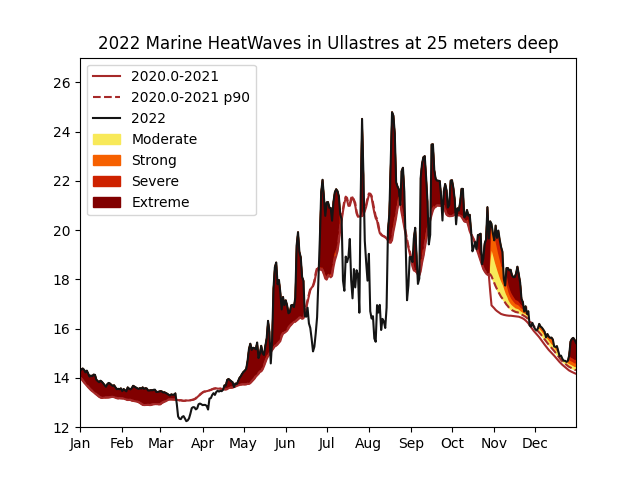 2022 Marine HeatWaves in Ullastres at 25 meters deep
2020.0-2021
2020.0-2021 p90
2022
Moderate
Strong
Severe
Extreme
26
24
22
20
18
16
14
12
Jan Feb Mar Apr May Jun Jul Aug Sep Oct Nov Dec